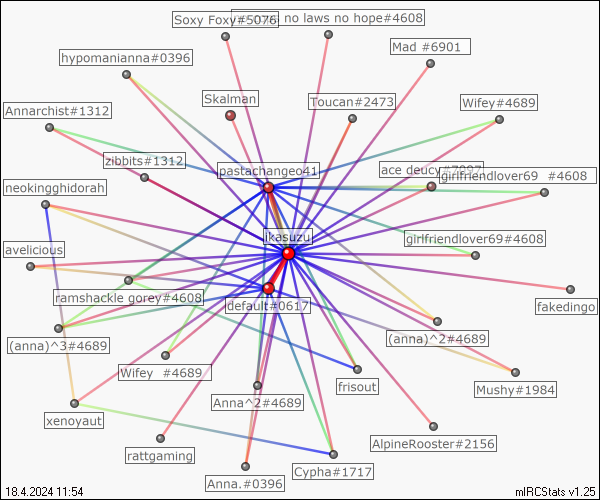 Soxy Foxy#5076
no laws no hope#4608
Mad #6901
hypomanianna#0396
Skalman
Toucan#2473
Wifey#4689
Annarchist#1312
zibbits#1312
pastachangeo41
ace deucy
girlfriendlover69 #4608
neokingghidorah
ikasuzu
girlfriendlover69#4608
avelicious
ramshackle gorey#4608
default#0617
fakedingo
(anna)^3#4689
(anna)^2#4689
Wifey #4689
frisout
Mushy#1984
Anna^2#4689
xenoyaut
AlpineRooster#2156
rattgaming
Anna.#0396
Cypha#1717
18.4.2024 11:54
mIRCStats v1.25